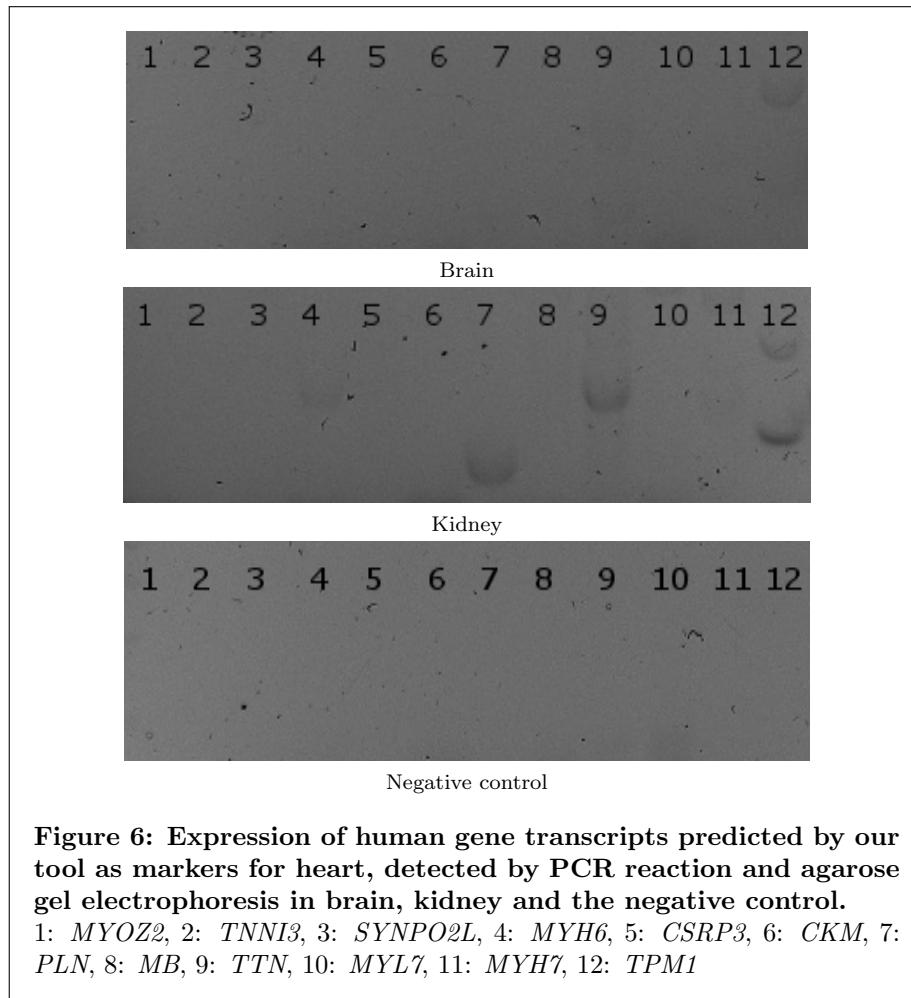 1 2 3 4 5 6 7 8 9 10 11 12
Brain
1 2 3 4 5 6 7 8 9 10 11 12
Kidney
1 2 3 4 5 6 7 8 9 10 11 12
Negative control
Figure 6: Expression of human gene transcripts predicted by our
tool as markers for heart, detected by PCR reaction and agarose
gel electrophoresis in brain, kidney and the negative control.
1: MYOZ2, 2: TNNI3, 3: SYNPO2L, 4: MYH6, 5: CSRP3, 6: CKM, 7:
PLN, 8: MB, 9: TTN, 10: MYL7, 11: MYH7, 12: TPM1